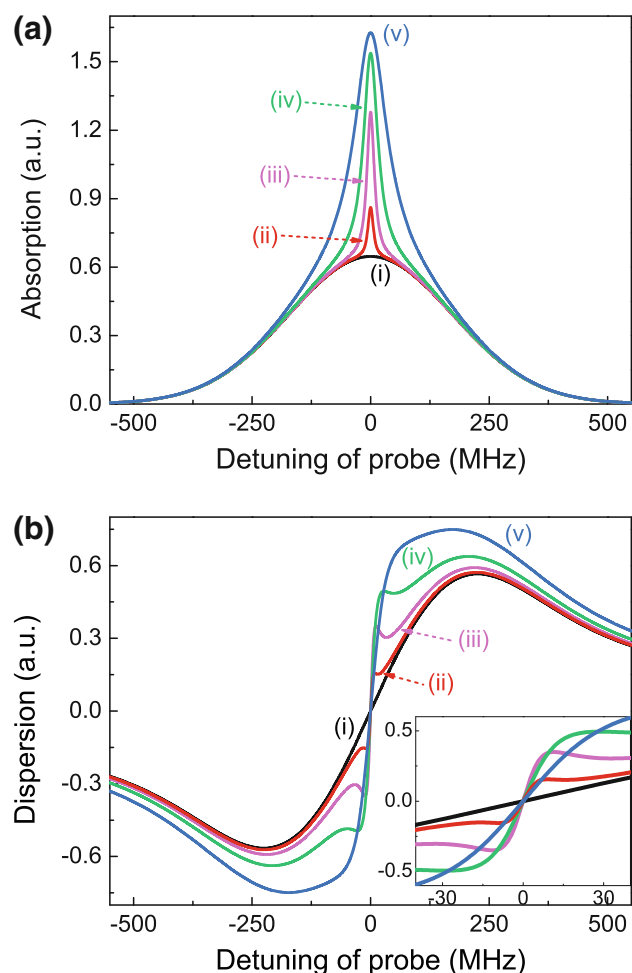 (a)
1.5
1.2
0.9
0.6
0.3
0.0
Absorption (a.u.)
(v)
(iv)
(iii)
(ii)
(i)
-500 -250 0 250 500
Detuning of probe (MHz)
(b)
0.6
0.3
0.0
-0.3
-0.6
Dispersion (a.u.)
(v)
(iv)
(iii)
(ii)
(i)
0.5
0.0
-0.5
-30 0 30
-500 -250 0 250 500
Detuning of probe (MHz)